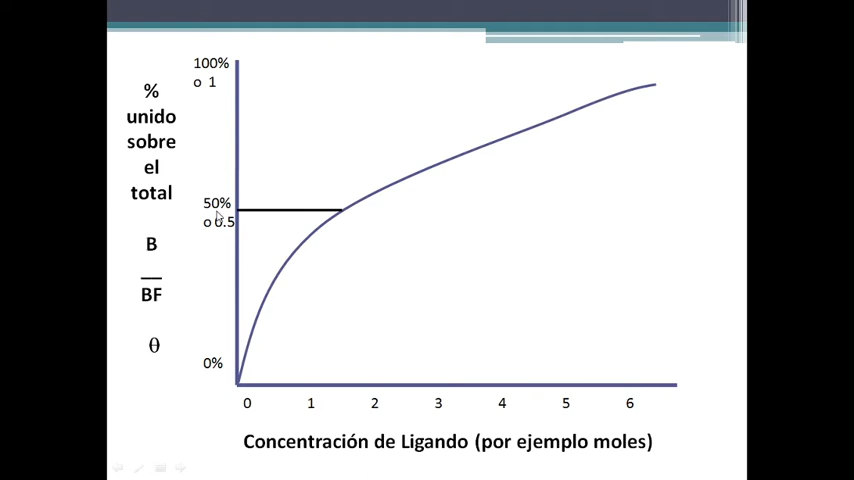 100%
o 1
%
unido
sobre
el
total
50%
o 0.5
B
BF
θ
0%
0 1 2 3 4 5 6
Concentración de Ligando (por ejemplo moles)